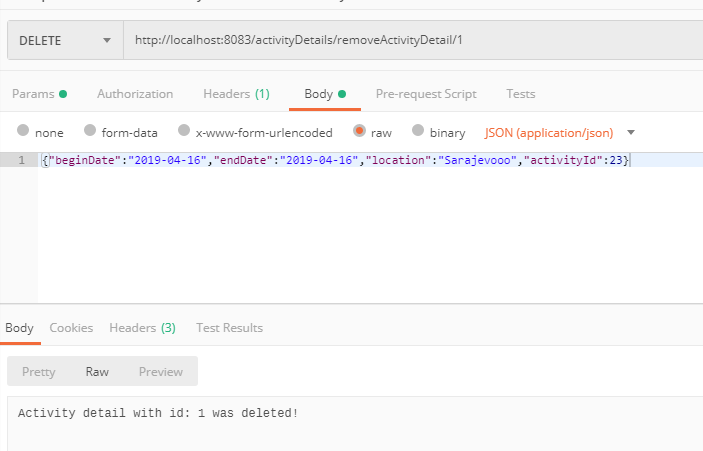 DELETE http://localhost:8083/activityDetails/removeActivityDetail/1
Params Authorization Headers (1) Body Pre-request Script Tests
none form-data x-www-form-urlencoded raw binary JSON (application/json)
1 {"beginDate":"2019-04-16","endDate":"2019-04-16","location":"Sarajevooo","activityId":23}
Body Cookies Headers (3) Test Results
Pretty Raw Preview
Activity detail with id: 1 was deleted!